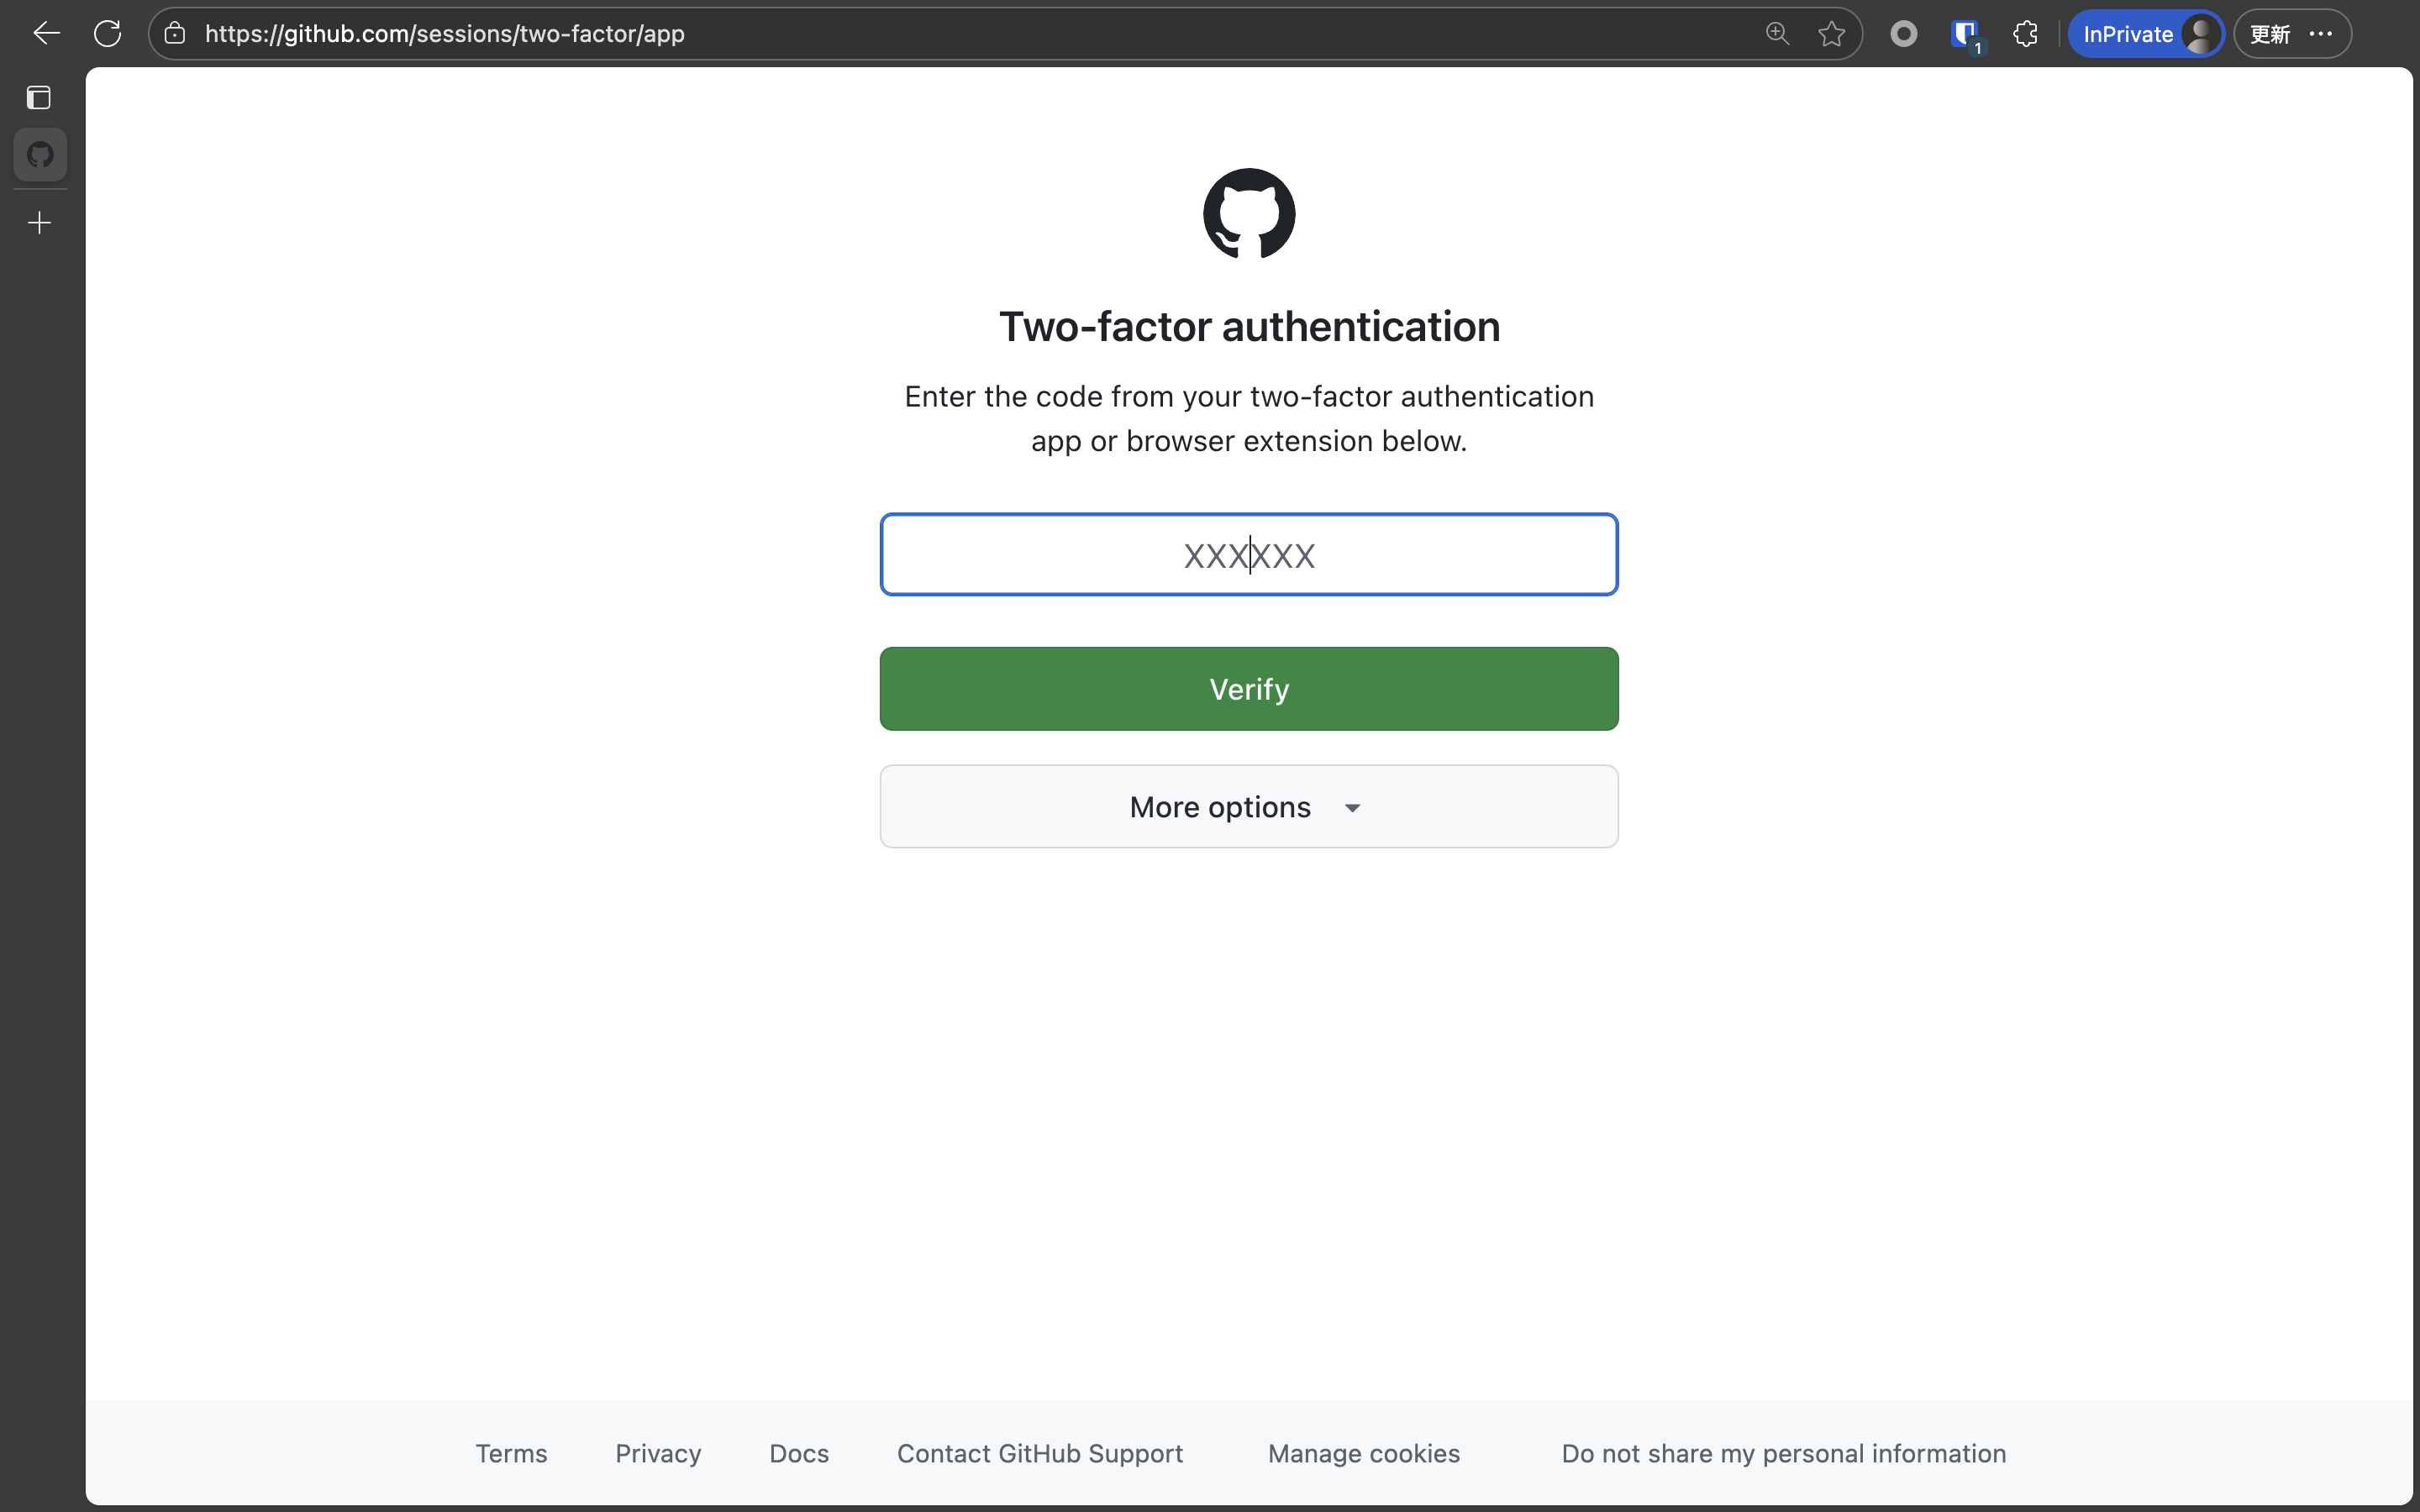 https://github.com/sessions/two-factor/app
1
InPrivate
更新
Two-factor authentication
Enter the code from your two-factor authentication
app or browser extension below.
XXXXXX
Verify
More options
Terms
Privacy
Docs
Contact GitHub Support
Manage cookies
Do not share my personal information